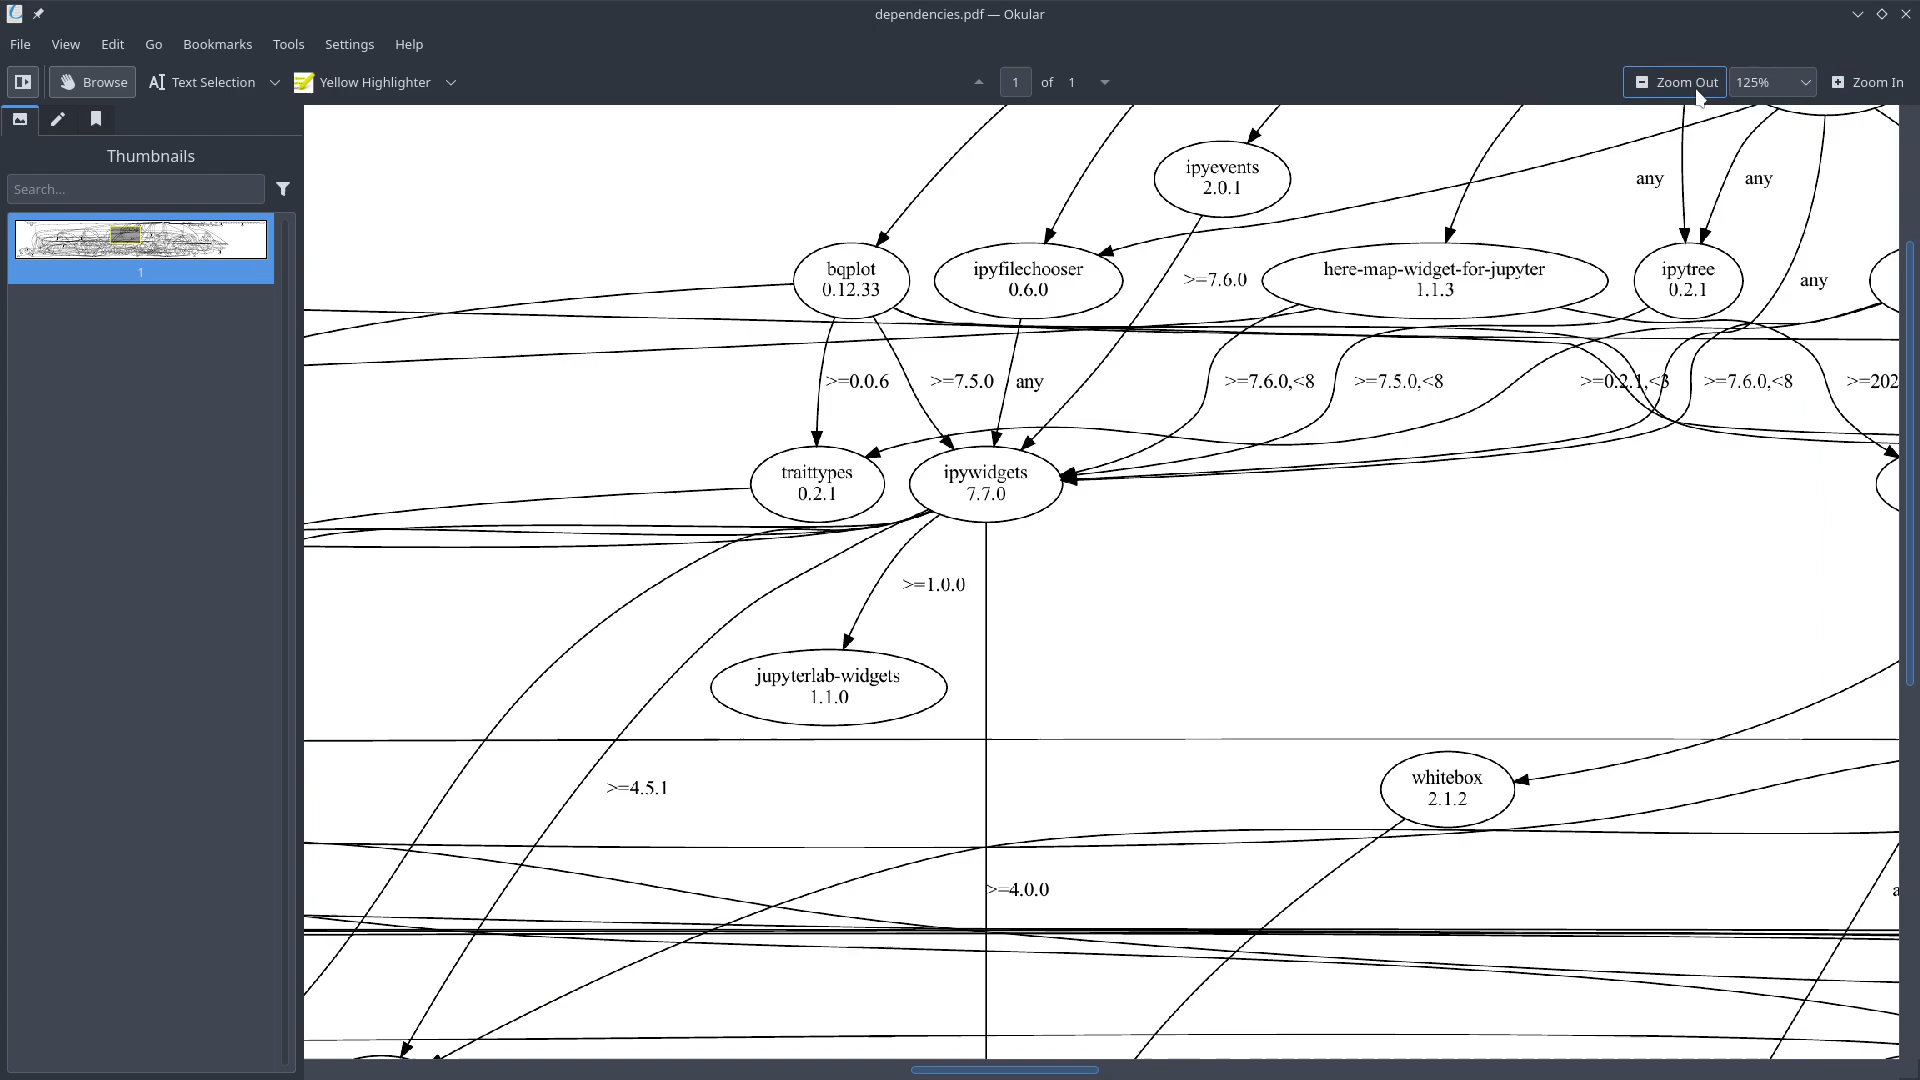 dependencies.pdf — Okular
File View Edit Go Bookmarks Tools Settings Help
Browse Text Selection Yellow Highlighter 1 of 1 Zoom Out 125% Zoom In
Thumbnails
Search...
1
ipyevents
2.0.1
any
any
bqplot
0.12.33
ipyfilechooser
0.6.0
>=7.6.0
here-map-widget-for-jupyter
1.1.3
ipytree
0.2.1
any
>=0.0.6
>=7.5.0
any
>=7.6.0,<8
>=7.5.0,<8
>=0.2.1,<3
>=7.6.0,<8
>=202
traittypes
0.2.1
ipywidgets
7.7.0
>=1.0.0
jupyterlab-widgets
1.1.0
>=4.5.1
whitebox
2.1.2
>=4.0.0
a